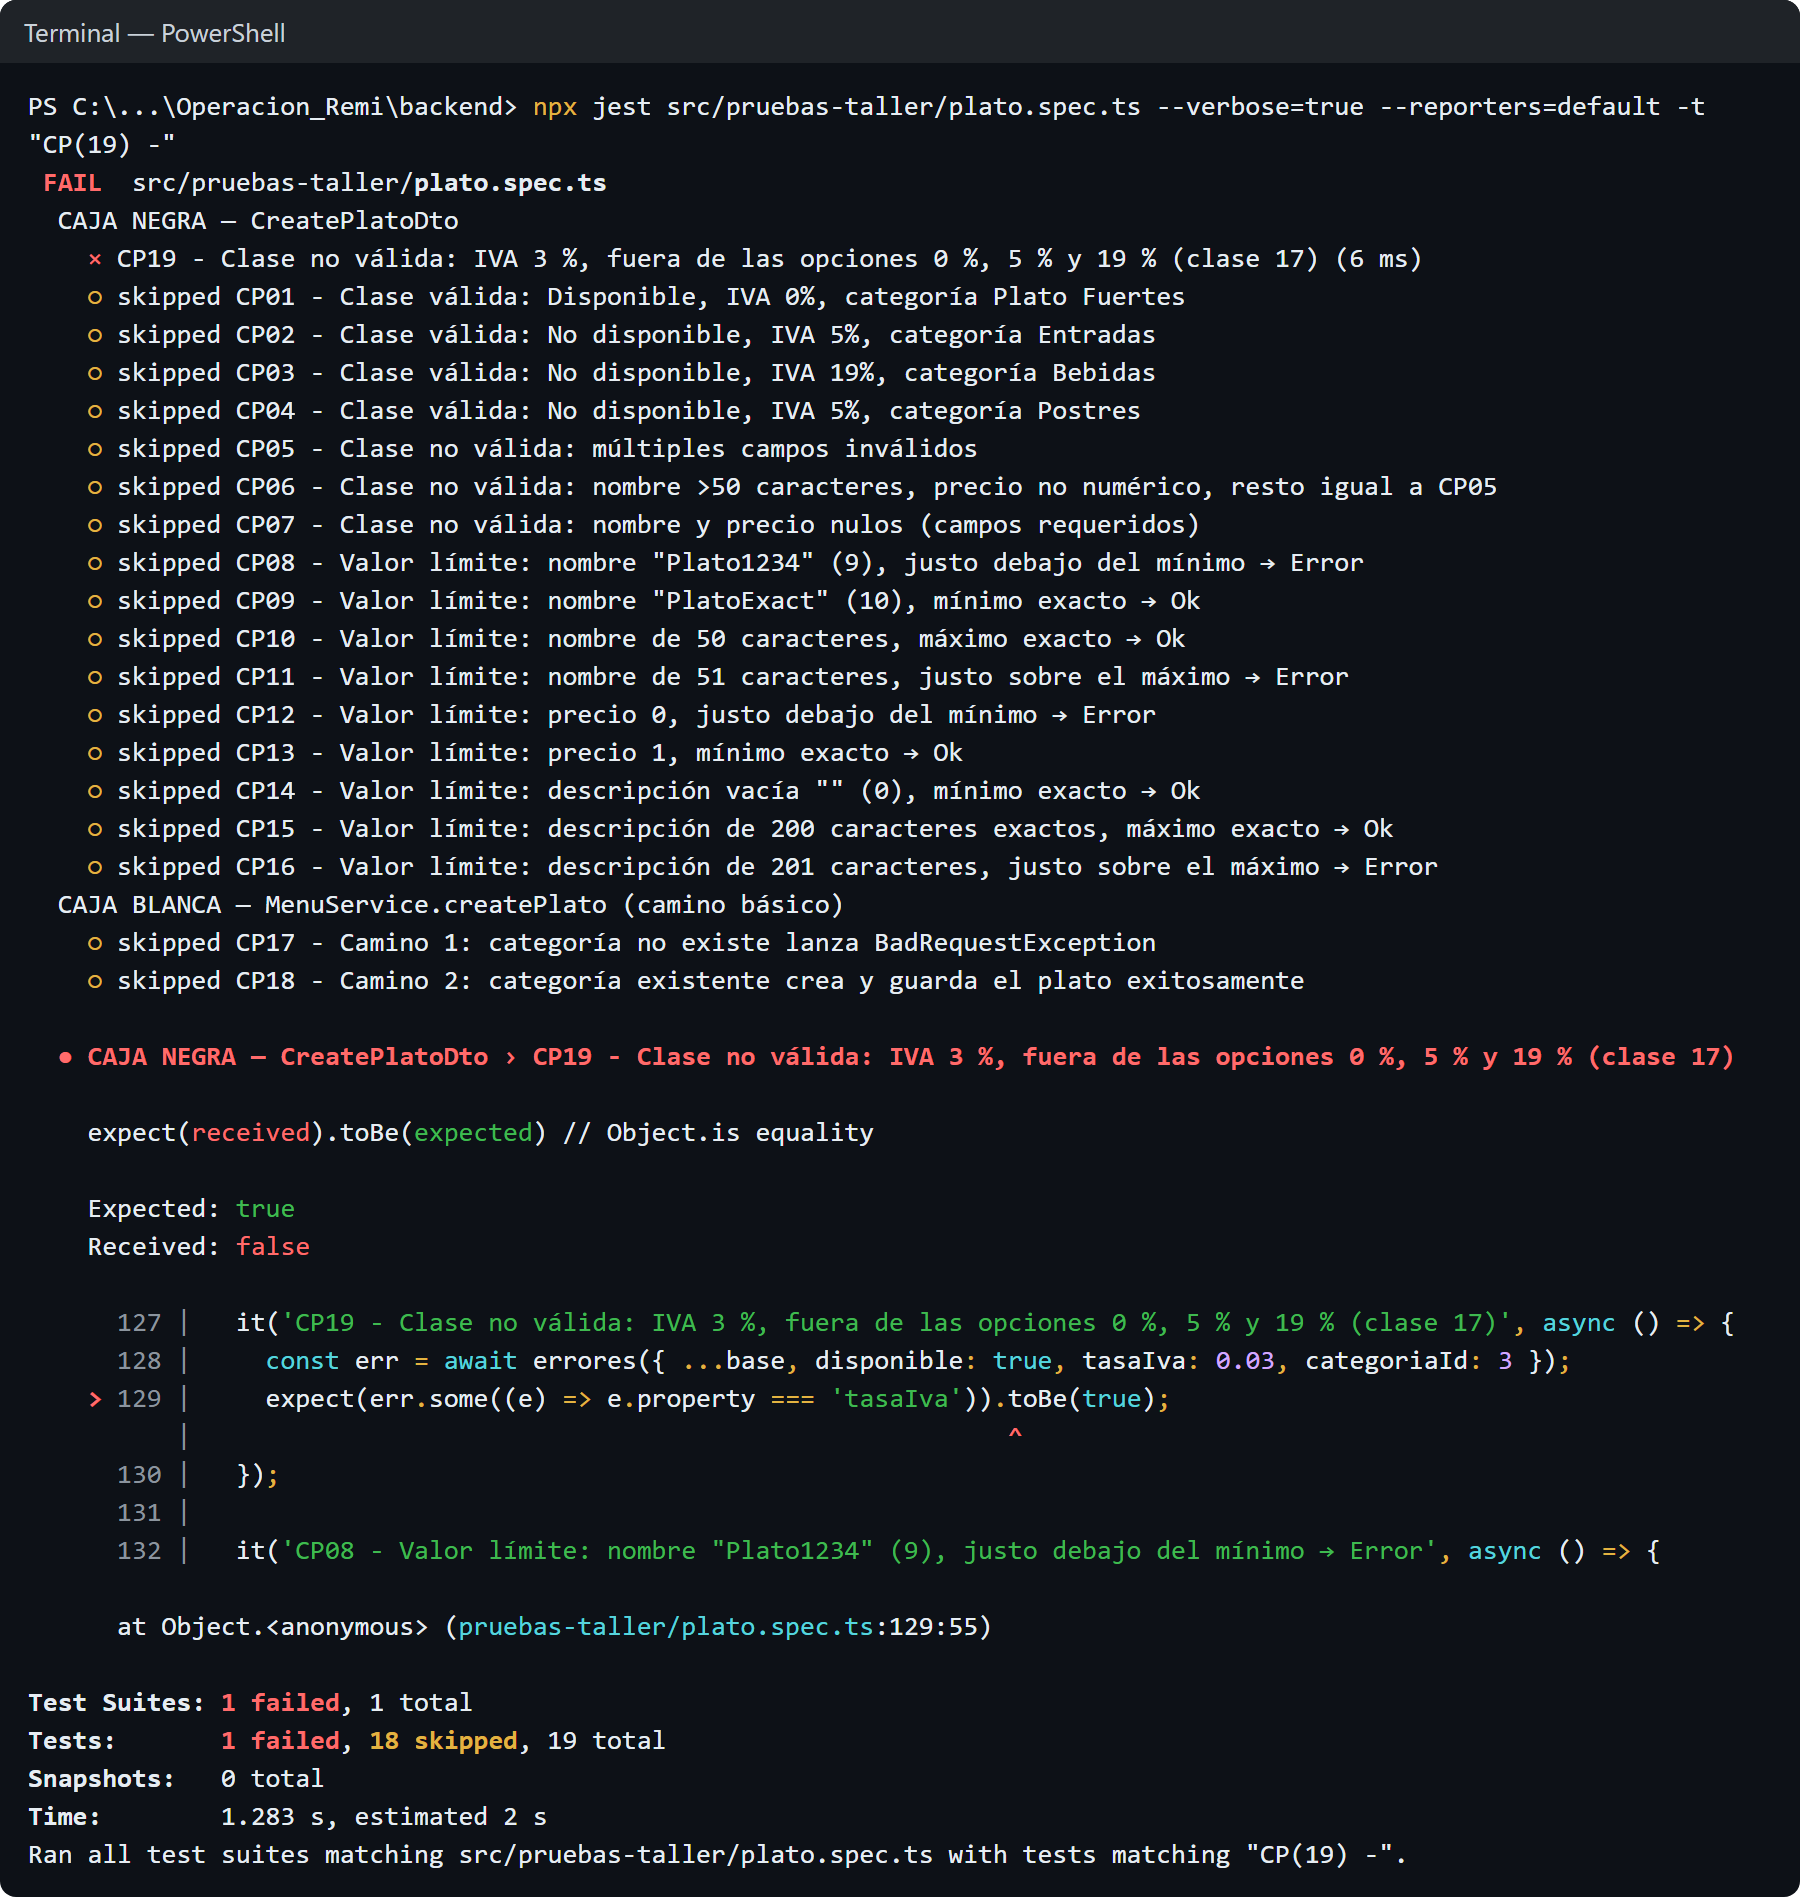 Terminal — PowerShell
PS C:\...\Operacion_Remi\backend> npx jest src/pruebas-taller/plato.spec.ts --verbose=true --reporters=default -t
"CP(19) -"
FAIL src/pruebas-taller/plato.spec.ts
CAJA NEGRA — CreatePlatoDto
× CP19 - Clase no válida: IVA 3 %, fuera de las opciones 0 %, 5 % y 19 % (clase 17) (6 ms)
○ skipped CP01 - Clase válida: Disponible, IVA 0%, categoría Plato Fuertes
○ skipped CP02 - Clase válida: No disponible, IVA 5%, categoría Entradas
○ skipped CP03 - Clase válida: No disponible, IVA 19%, categoría Bebidas
○ skipped CP04 - Clase válida: No disponible, IVA 5%, categoría Postres
○ skipped CP05 - Clase no válida: múltiples campos inválidos
○ skipped CP06 - Clase no válida: nombre >50 caracteres, precio no numérico, resto igual a CP05
○ skipped CP07 - Clase no válida: nombre y precio nulos (campos requeridos)
○ skipped CP08 - Valor límite: nombre "Plato1234" (9), justo debajo del mínimo → Error
○ skipped CP09 - Valor límite: nombre "PlatoExact" (10), mínimo exacto → Ok
○ skipped CP10 - Valor límite: nombre de 50 caracteres, máximo exacto → Ok
○ skipped CP11 - Valor límite: nombre de 51 caracteres, justo sobre el máximo → Error
○ skipped CP12 - Valor límite: precio 0, justo debajo del mínimo → Error
○ skipped CP13 - Valor límite: precio 1, mínimo exacto → Ok
○ skipped CP14 - Valor límite: descripción vacía "" (0), mínimo exacto → Ok
○ skipped CP15 - Valor límite: descripción de 200 caracteres exactos, máximo exacto → Ok
○ skipped CP16 - Valor límite: descripción de 201 caracteres, justo sobre el máximo → Error
CAJA BLANCA — MenuService.createPlato (camino básico)
○ skipped CP17 - Camino 1: categoría no existe lanza BadRequestException
○ skipped CP18 - Camino 2: categoría existente crea y guarda el plato exitosamente
● CAJA NEGRA — CreatePlatoDto › CP19 - Clase no válida: IVA 3 %, fuera de las opciones 0 %, 5 % y 19 % (clase 17)
expect(received).toBe(expected) // Object.is equality
Expected: true
Received: false
127 |   it('CP19 - Clase no válida: IVA 3 %, fuera de las opciones 0 %, 5 % y 19 % (clase 17)', async () => {
128 |     const err = await errores({ ...base, disponible: true, tasaIva: 0.03, categoriaId: 3 });
> 129 |     expect(err.some((e) => e.property === 'tasaIva')).toBe(true);
|                                                       ^
130 |   });
131 |
132 |   it('CP08 - Valor límite: nombre "Plato1234" (9), justo debajo del mínimo → Error', async () => {
at Object.<anonymous> (pruebas-taller/plato.spec.ts:129:55)
Test Suites: 1 failed, 1 total
Tests:       1 failed, 18 skipped, 19 total
Snapshots:   0 total
Time:        1.283 s, estimated 2 s
Ran all test suites matching src/pruebas-taller/plato.spec.ts with tests matching "CP(19) -".